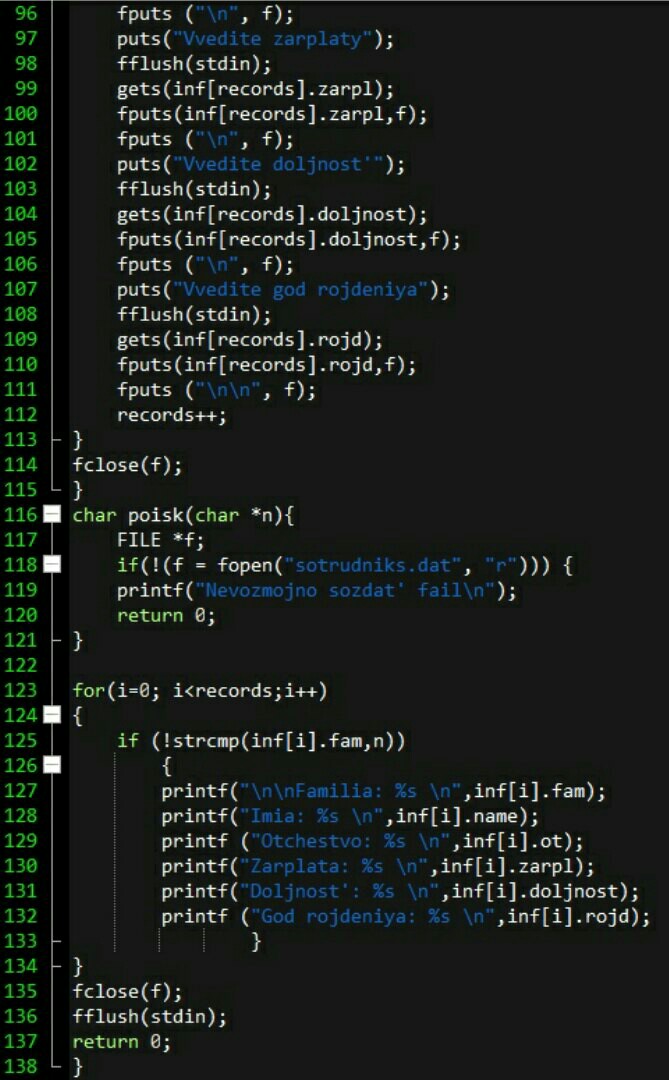 96 fputs ("\n", f);
97 puts("Vvedite zarplaty");
98 fflush(stdin);
99 gets(inf[records].zarpl);
100 fputs(inf[records].zarpl,f);
101 fputs ("\n", f);
102 puts("Vvedite doljnost'");
103 fflush(stdin);
104 gets(inf[records].doljnost);
105 fputs(inf[records].doljnost,f);
106 fputs ("\n", f);
107 puts("Vvedite god rojdeniya");
108 fflush(stdin);
109 gets(inf[records].rojd);
110 fputs(inf[records].rojd,f);
111 fputs ("\n\n", f);
112 records++;
113 }
114 fclose(f);
115 }
116 char poisk(char *n){
117 FILE *f;
118 if(!(f = fopen("sotrudniks.dat", "r"))) {
119 printf("Nevozmojno sozdat' fail\n");
120 return 0;
121 }
122
123 for(i=0; i<records;i++)
124 {
125 if (!strcmp(inf[i].fam,n))
126 {
127 printf("\n\nFamilia: %s \n",inf[i].fam);
128 printf("Imia: %s \n",inf[i].name);
129 printf ("Otchestvo: %s \n",inf[i].ot);
130 printf("Zarplata: %s \n",inf[i].zarpl);
131 printf("Doljnost': %s \n",inf[i].doljnost);
132 printf ("God rojdeniya: %s \n",inf[i].rojd);
133 }
134 }
135 fclose(f);
136 fflush(stdin);
137 return 0;
138 }